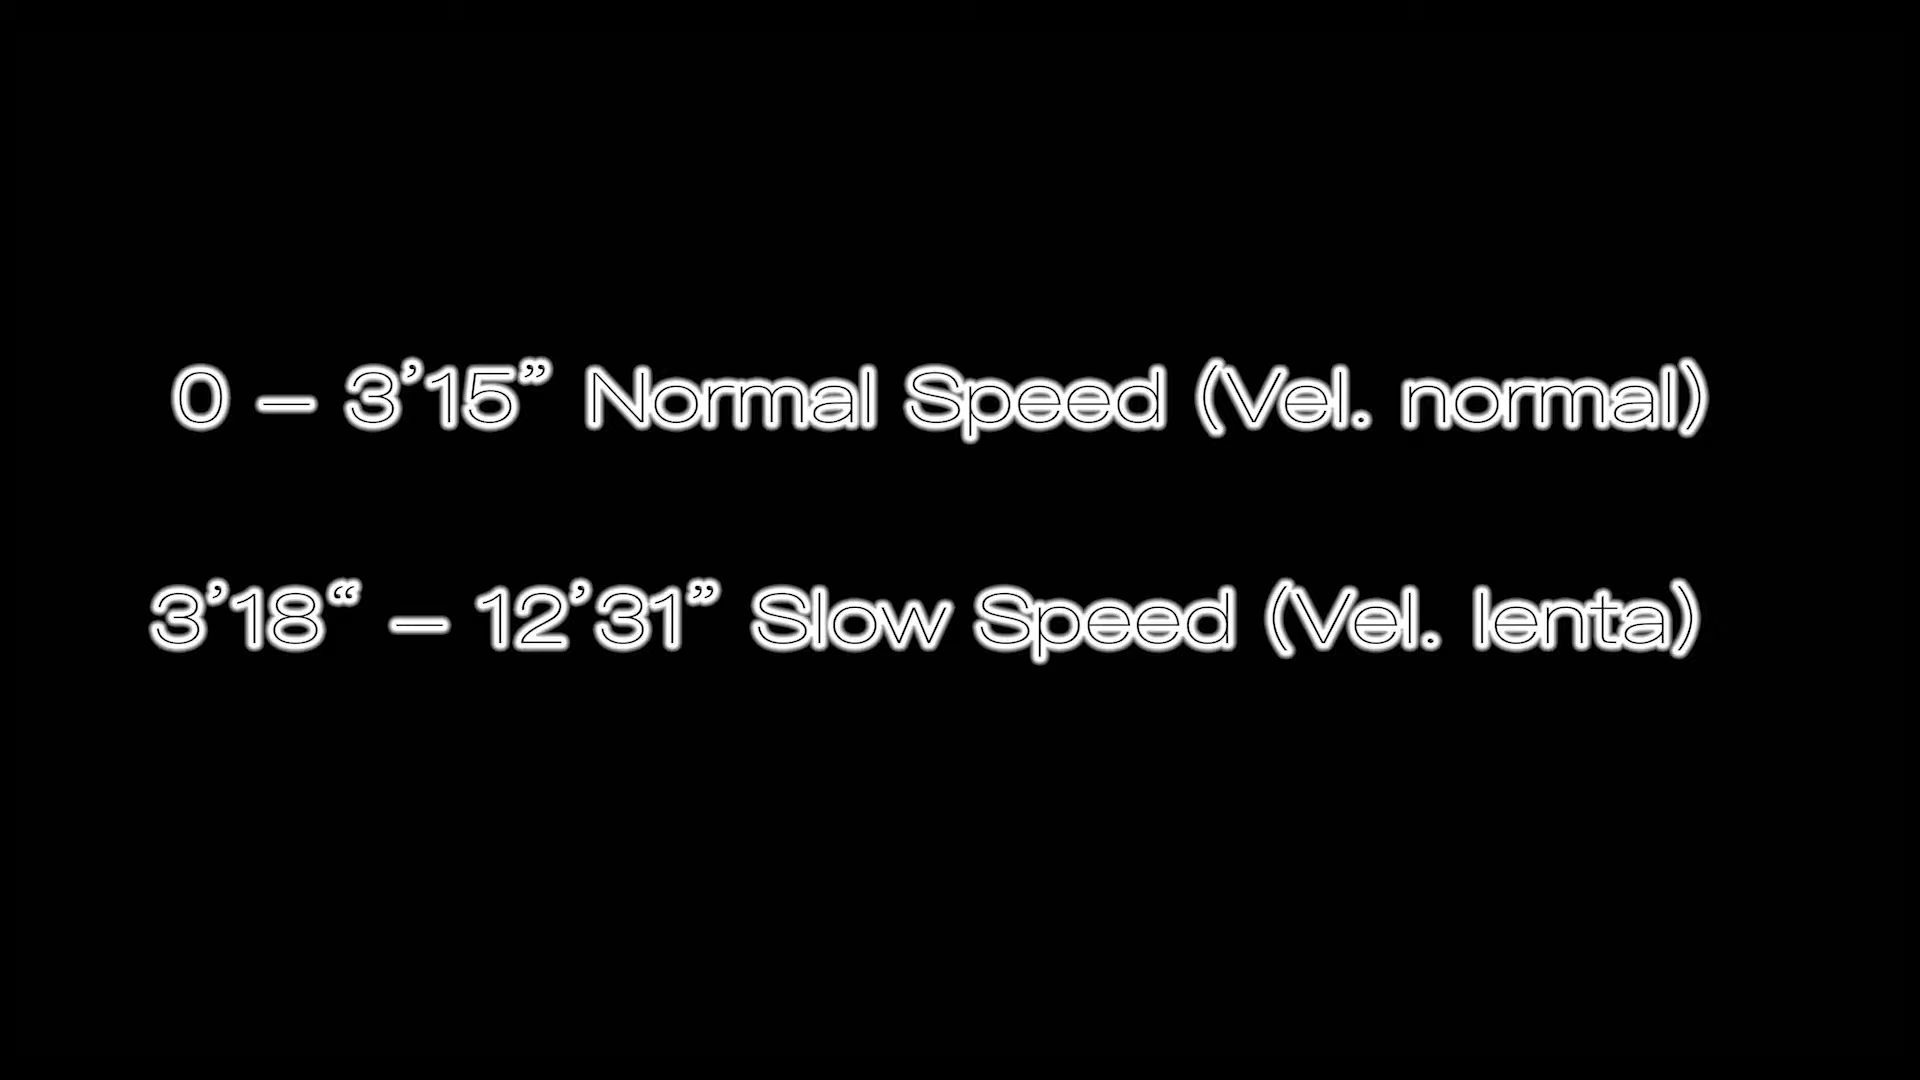 0 – 3’15” Normal Speed (Vel. normal)
3’18“ – 12’31” Slow Speed (Vel. lenta)